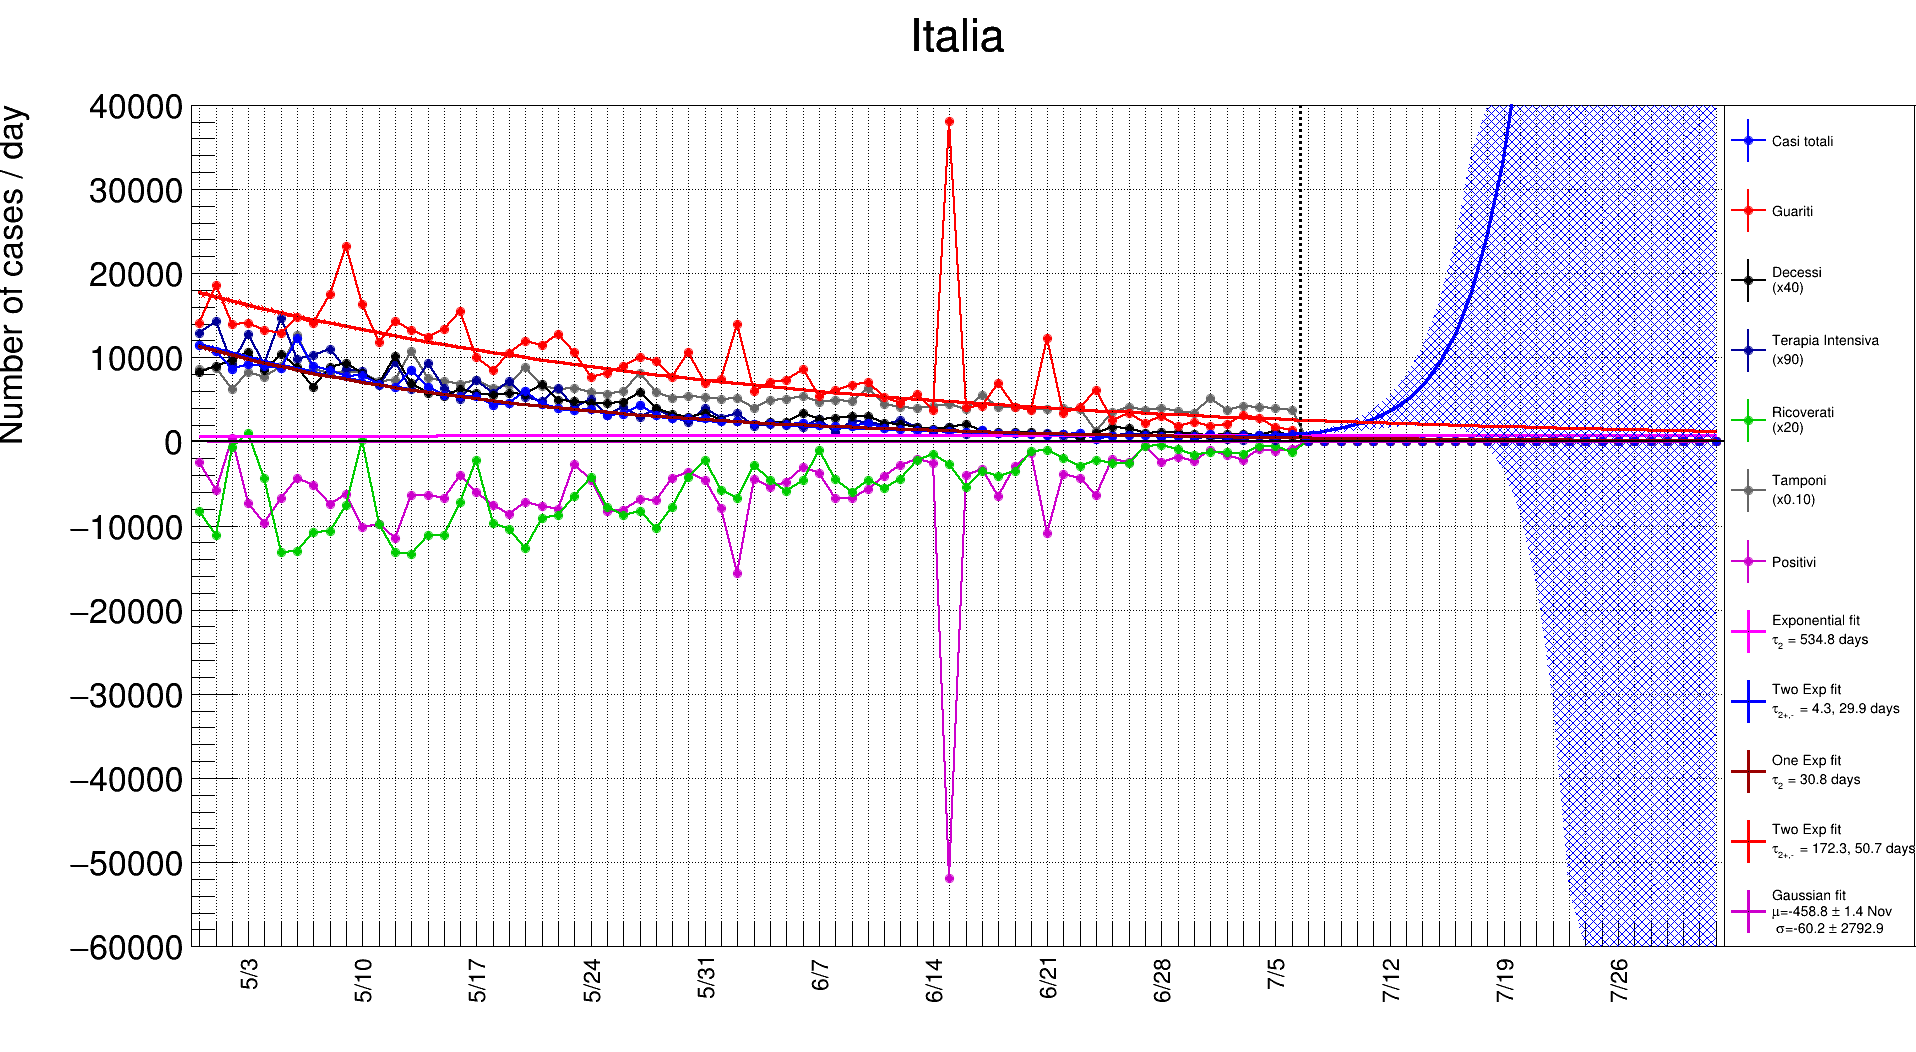 Italia
Number of cases / day
40000
30000
20000
10000
0
−10000
−20000
−30000
−40000
−50000
−60000
5/3
5/10
5/17
5/24
5/31
6/7
6/14
6/21
6/28
7/5
7/12
7/19
7/26
Casi totali
Guariti
Decessi
(x40)
Terapia Intensiva
(x90)
Ricoverati
(x20)
Tamponi
(x0.10)
Positivi
Exponential fit
τ2 = 534.8 days
Two Exp fit
τ2+,- = 4.3, 29.9 days
One Exp fit
τ2 = 30.8 days
Two Exp fit
τ2+,- = 172.3, 50.7 days
Gaussian fit
μ=-458.8 ± 1.4 Nov
σ=-60.2 ± 2792.9